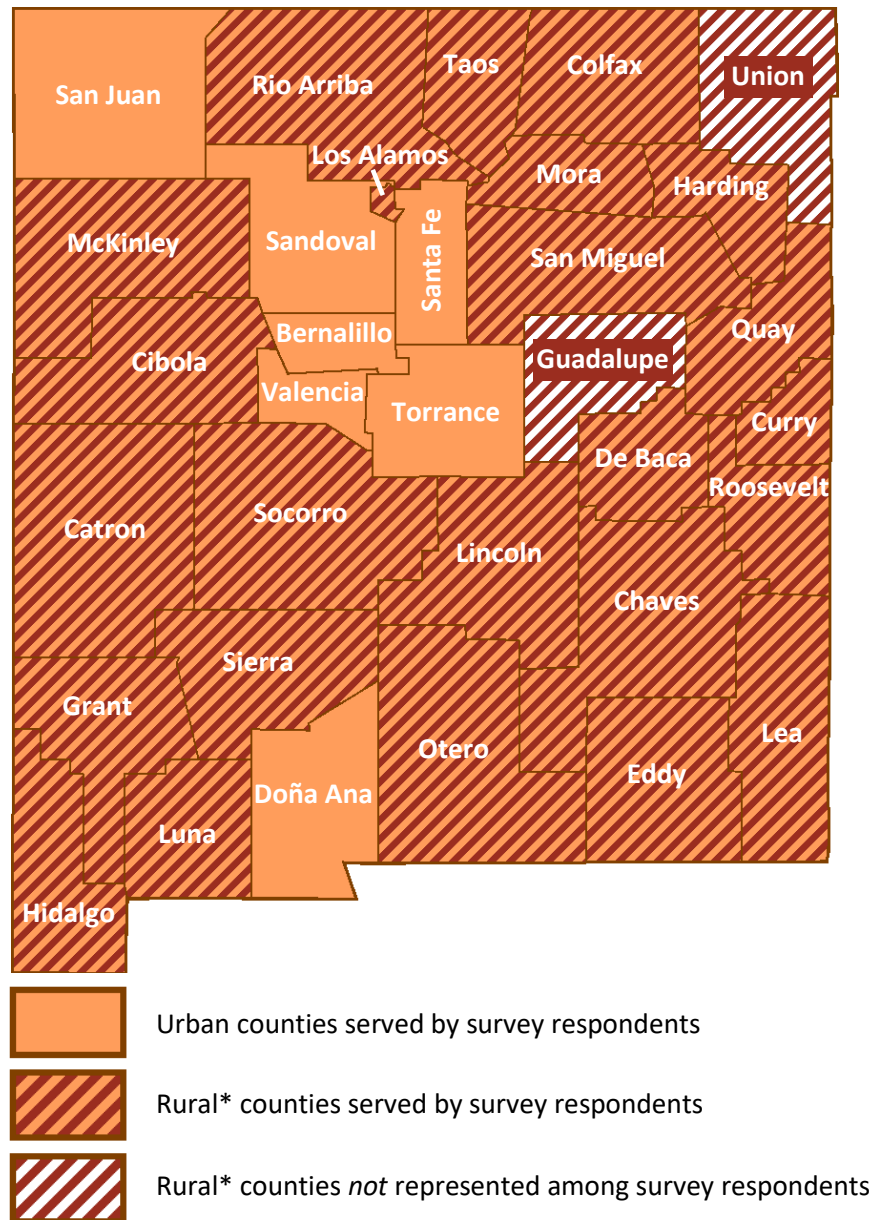 Taos
Colfax
Union
Rio Arriba
San Juan
Los Alamos
Mora
Harding
McKinley
Sandoval
Santa Fe
San Miguel
Bernalillo
Quay
Cibola
Guadalupe
Valencia
Torrance
Curry
De Baca
Roosevelt
Catron
Socorro
Lincoln
Chaves
Sierra
Grant
Otero
Lea
Eddy
Doña Ana
Luna
Hidalgo
Urban counties served by survey respondents
Rural* counties served by survey respondents
Rural* counties not represented among survey respondents